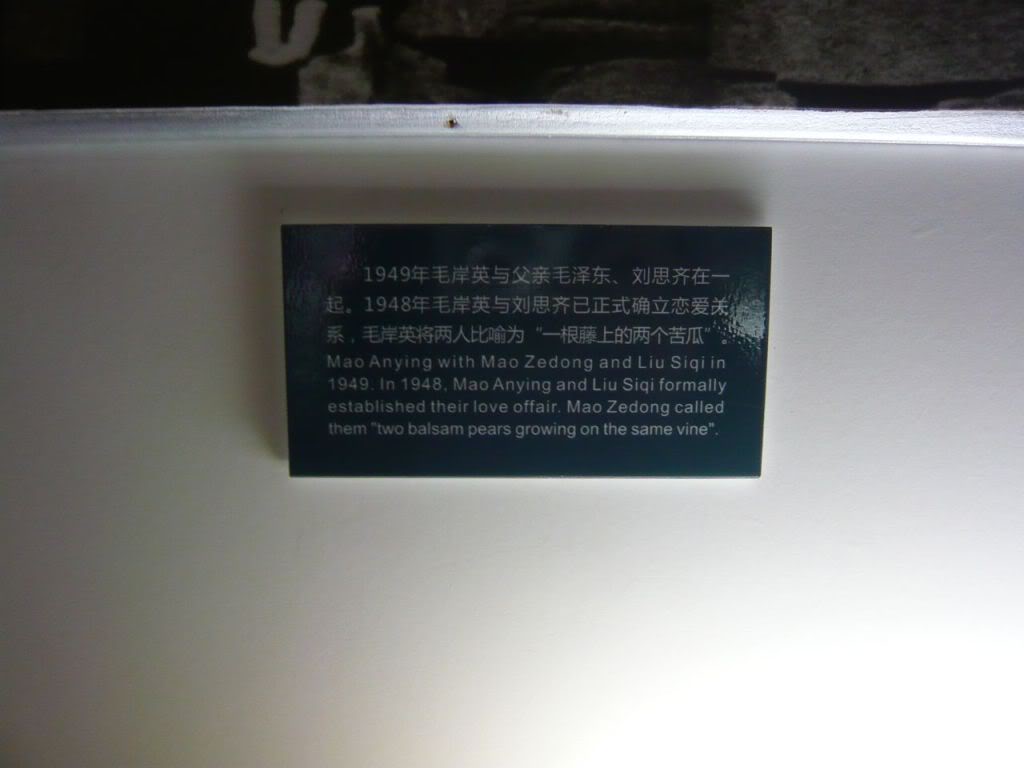 1949年毛岸英与父亲毛泽东、刘思齐在一
起。1948年毛岸英与刘思齐已正式确立恋爱关
系，毛岸英将两人比喻为“一根藤上的两个苦瓜”。
Mao Anying with Mao Zedong and Liu Siqi in
1949. In 1948, Mao Anying and Liu Siqi formally
established their love offair. Mao Zedong called
them "two balsam pears growing on the same vine".